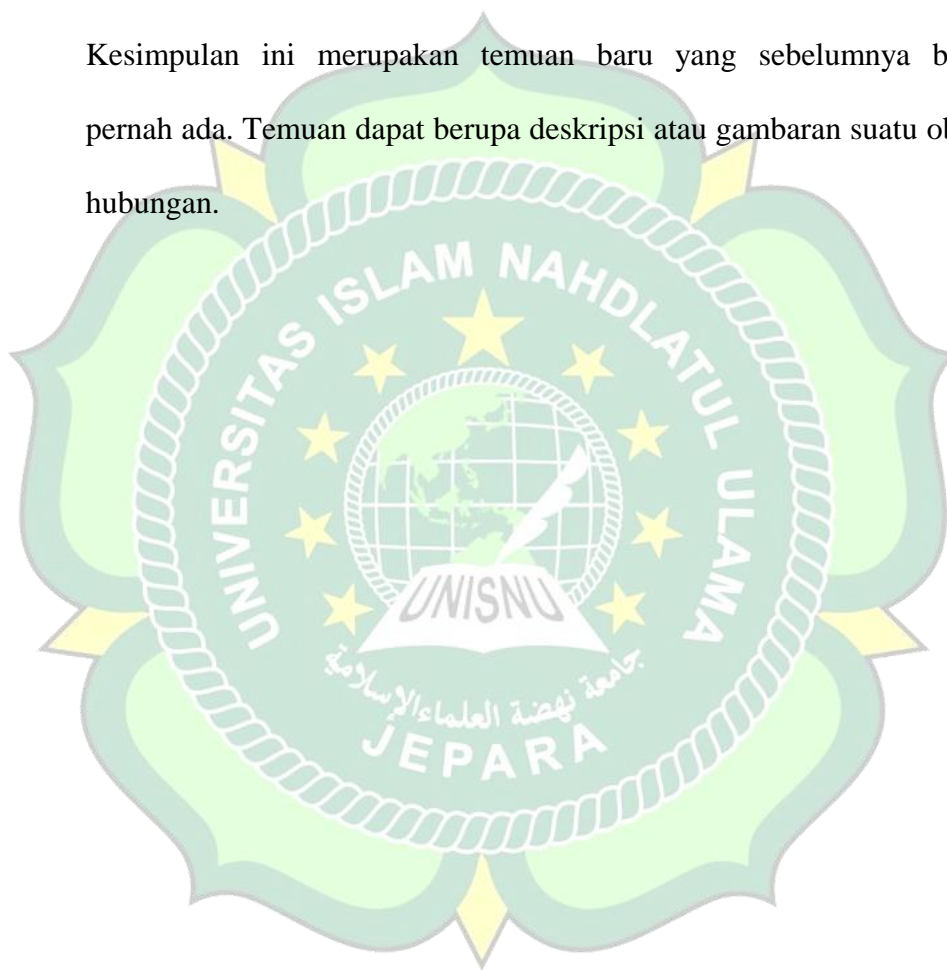 Kesimpulan ini merupakan temuan baru yang sebelumnya b
pernah ada. Temuan dapat berupa deskripsi atau gambaran suatu ob
hubungan.
UNIVERSITAS ISLAM NAHDLATUL ULAMA
UNISNU
جامعة نهضة العلماء الإسلامية
JEPARA